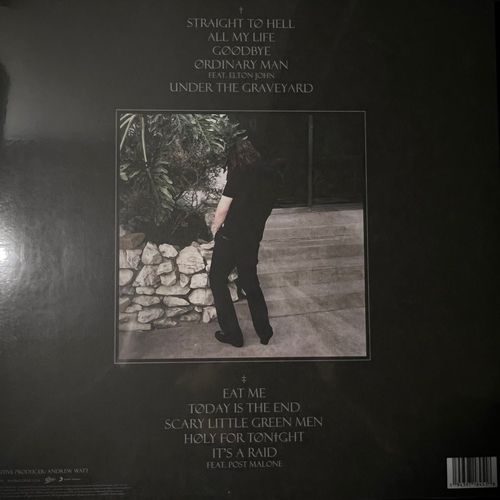 †
STRAIGHT TO HELL
ALL MY LIFE
GOODBYE
ORDINARY MAN
FEAT. ELTON JOHN
UNDER THE GRAVEYARD
‡
EAT ME
TODAY IS THE END
SCARY LITTLE GREEN MEN
HOLY FOR TONIGHT
IT'S A RAID
FEAT. POST MALONE
PRODUCER: ANDREW WATT